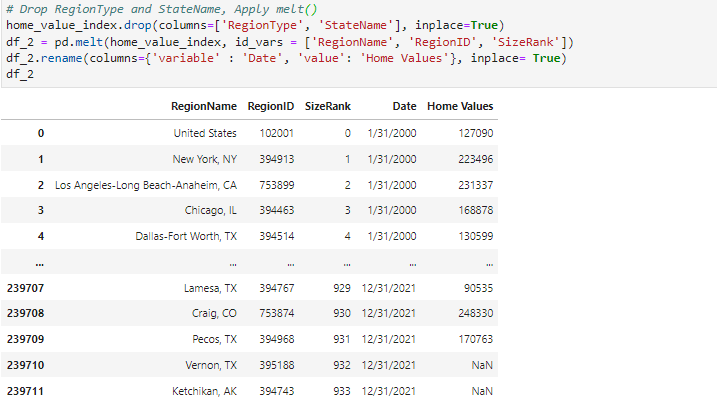 # Drop RegionType and StateName, Apply melt()
home_value_index.drop(columns=['RegionType', 'StateName'], inplace=True)
df_2 = pd.melt(home_value_index, id_vars = ['RegionName', 'RegionID', 'SizeRank'])
df_2.rename(columns={'variable' : 'Date', 'value': 'Home Values'}, inplace= True)
df_2
RegionName RegionID SizeRank Date Home Values
0 United States 102001 0 1/31/2000 127090
1 New York, NY 394913 1 1/31/2000 223496
2 Los Angeles-Long Beach-Anaheim, CA 753899 2 1/31/2000 231337
3 Chicago, IL 394463 3 1/31/2000 168878
4 Dallas-Fort Worth, TX 394514 4 1/31/2000 130599
... ... ... ... ... ...
239707 Lamesa, TX 394767 929 12/31/2021 90535
239708 Craig, CO 753874 930 12/31/2021 248330
239709 Pecos, TX 394968 931 12/31/2021 170763
239710 Vernon, TX 395188 932 12/31/2021 NaN
239711 Ketchikan, AK 394743 933 12/31/2021 NaN